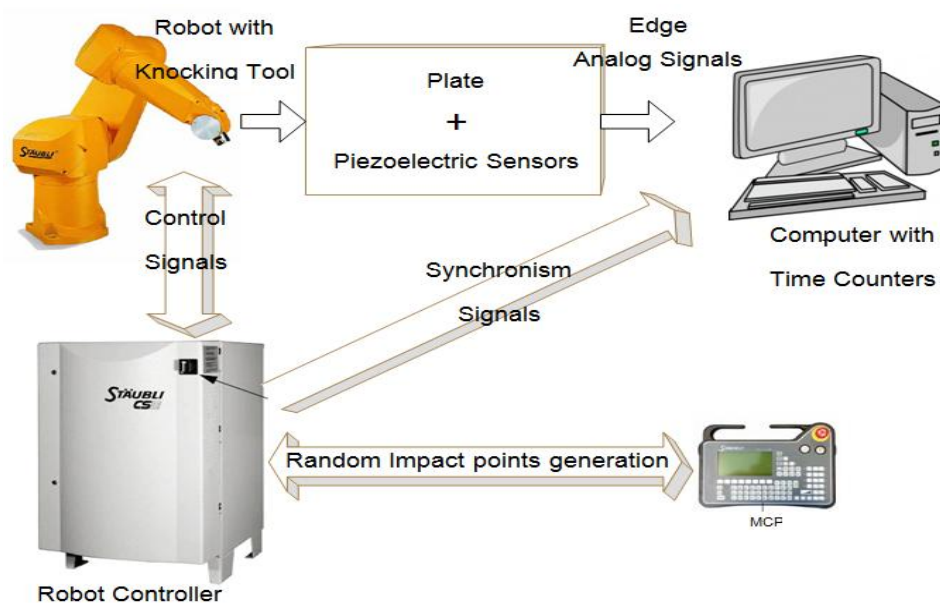 Robot with
Knocking Tool
Edge
Analog Signals
Plate
+
Piezoelectric Sensors
STÄUBLI
Control
Signals
Synchronism
Signals
Computer with
Time Counters
STÄUBLI
CS
Random Impact points generation
MCP
Robot Controller